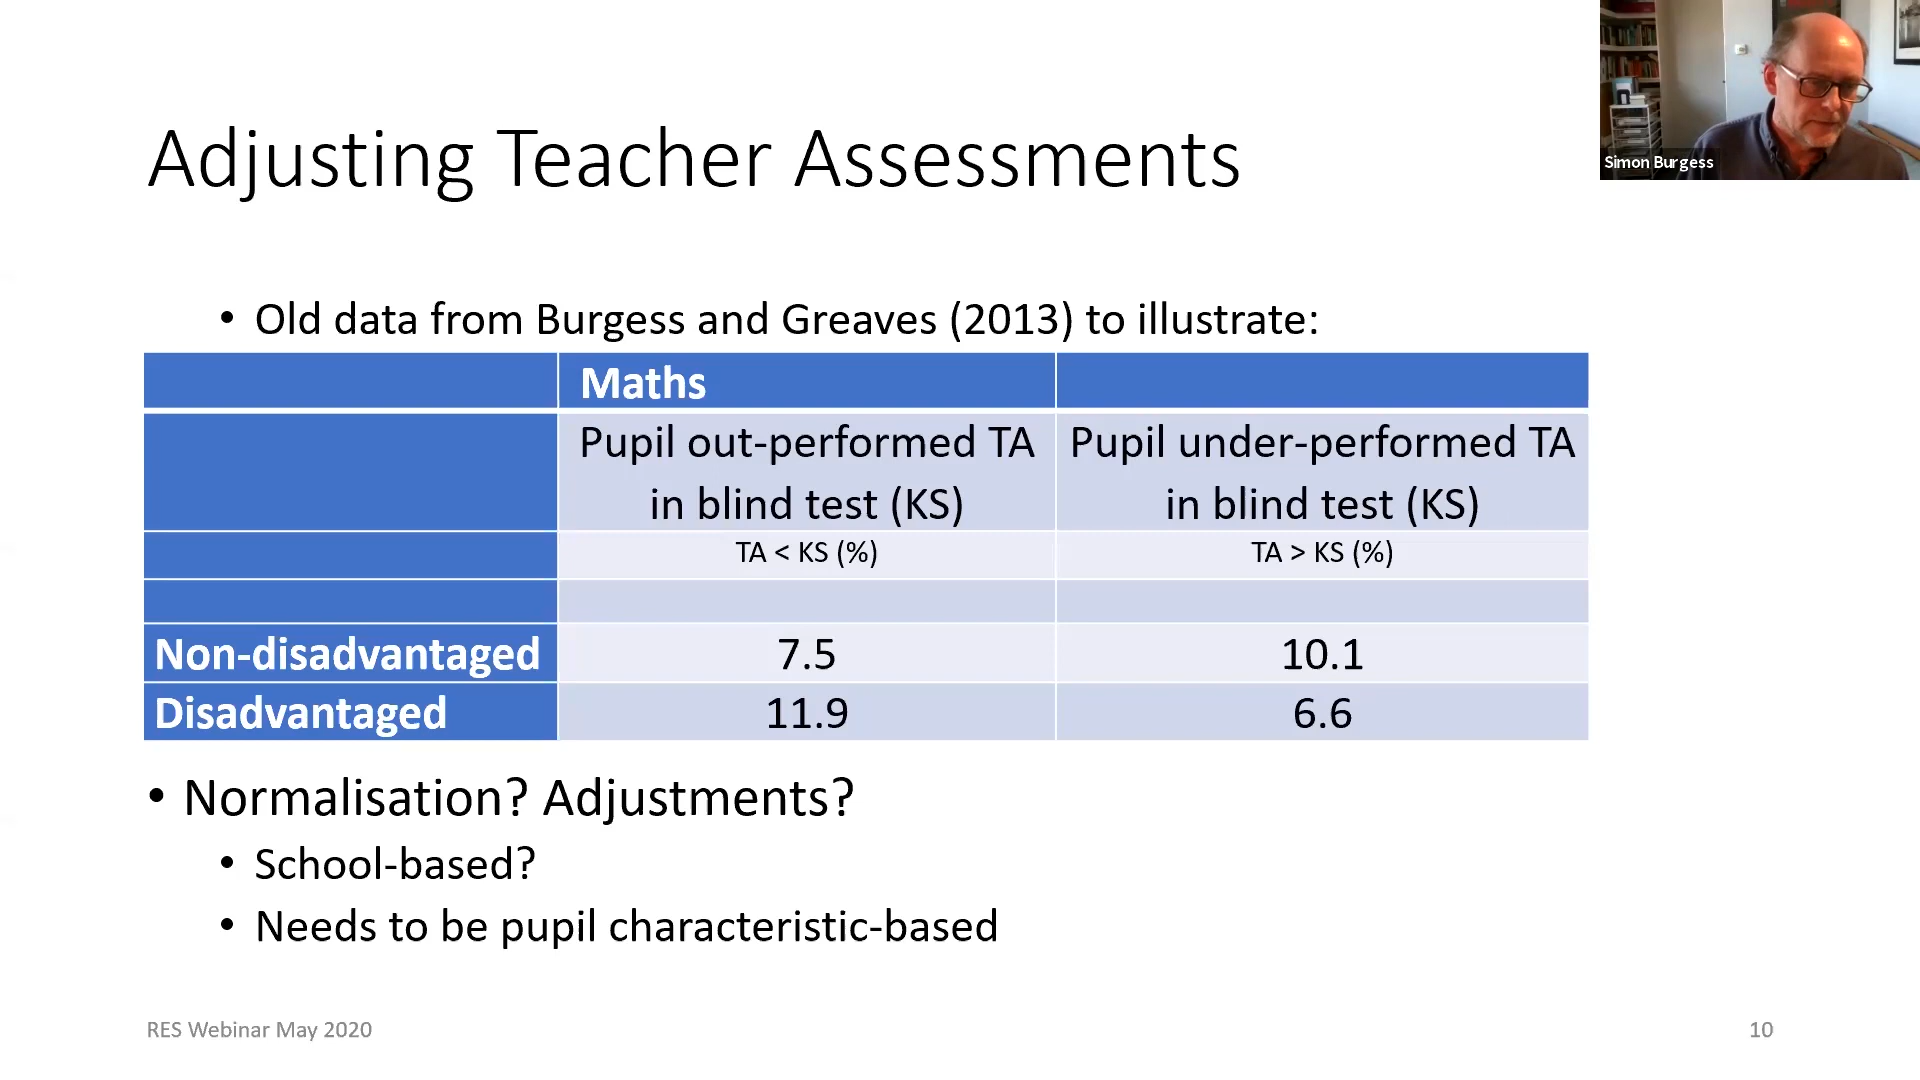 Simon Burgess
Adjusting Teacher Assessments
• Old data from Burgess and Greaves (2013) to illustrate:
Maths
Pupil out-performed TA
in blind test (KS)
Pupil under-performed TA
in blind test (KS)
TA < KS (%)
TA > KS (%)
Non-disadvantaged 7.5 10.1
Disadvantaged 11.9 6.6
• Normalisation? Adjustments?
• School-based?
• Needs to be pupil characteristic-based
RES Webinar May 2020
10